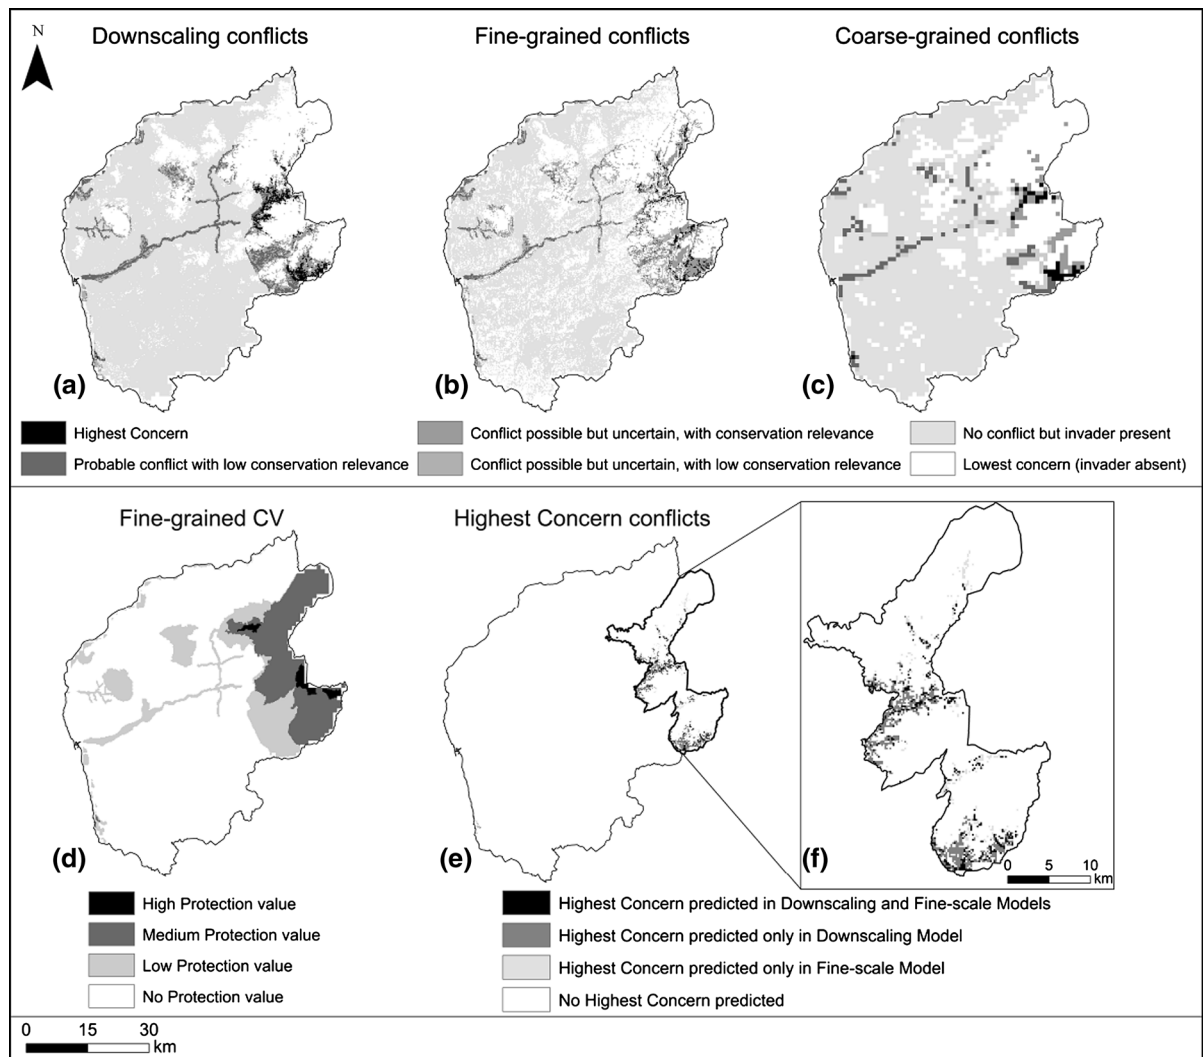 N
Downscaling conflicts
Fine-grained conflicts
Coarse-grained conflicts
(a)
(b)
(c)
Highest Concern
Conflict possible but uncertain, with conservation relevance
No conflict but invader present
Probable conflict with low conservation relevance
Conflict possible but uncertain, with low conservation relevance
Lowest concern (invader absent)
Fine-grained CV
Highest Concern conflicts
(d)
(e)
(f)
0 5 10
km
High Protection value
Medium Protection value
Low Protection value
No Protection value
Highest Concern predicted in Downscaling and Fine-scale Models
Highest Concern predicted only in Downscaling Model
Highest Concern predicted only in Fine-scale Model
No Highest Concern predicted
0 15 30
km